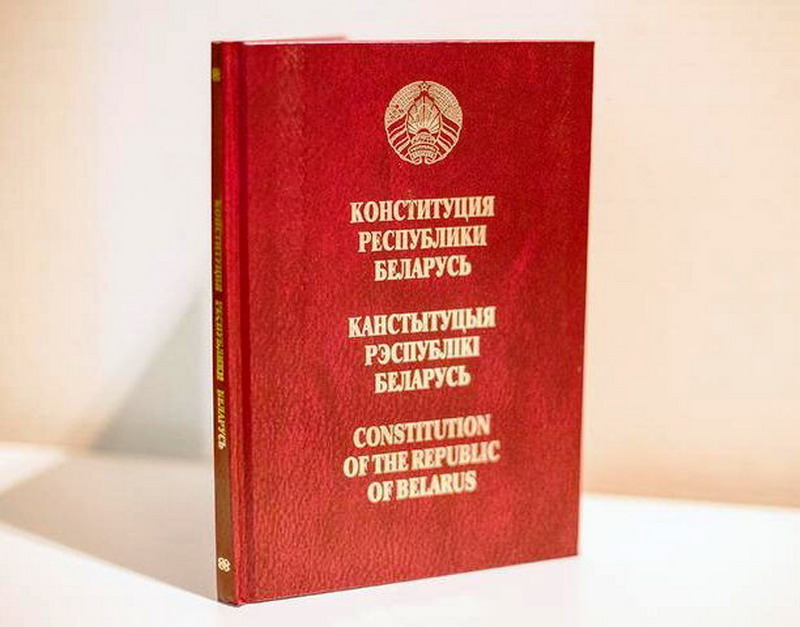 КОНСТИТУЦИЯ
РЕСПУБЛИКИ
БЕЛАРУСЬ
КАНСТЫТУЦЫЯ
РЭСПУБЛІКІ
БЕЛАРУСЬ
CONSTITUTION
OF THE REPUBLIC
OF BELARUS
КОНСТИТУЦИЯ РЕСПУБЛИКИ БЕЛАРУСЬ